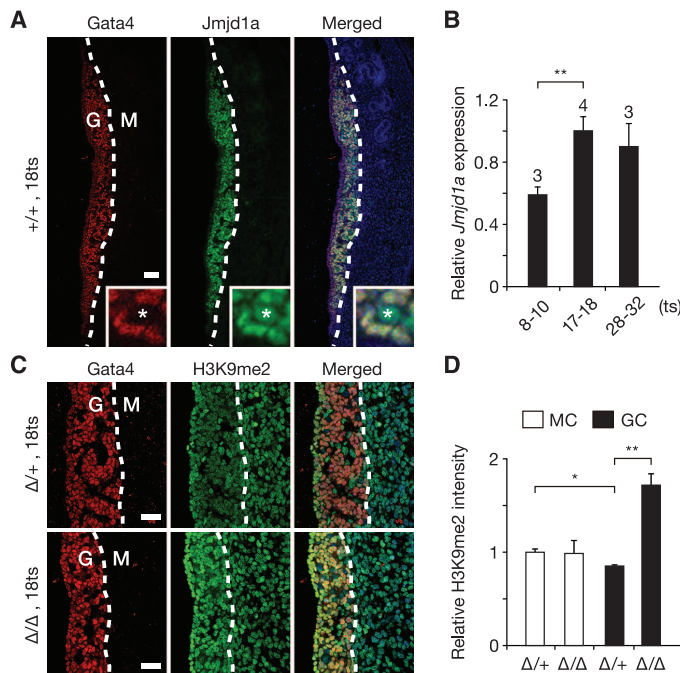 A
Gata4
Jmjd1a
Merged
+/+ , 18ts
G M
*
*
*
B
Relative Jmjd1a expression
1.2
0.8
0.4
0
**
3
4
3
8-10
17-18
28-32
(ts)
C
Gata4
H3K9me2
Merged
Δ/+ , 18ts
G M
Δ/Δ , 18ts
G M
D
MC
GC
Relative H3K9me2 intensity
2
1
0
*
**
Δ/+
Δ/Δ
Δ/+
Δ/Δ